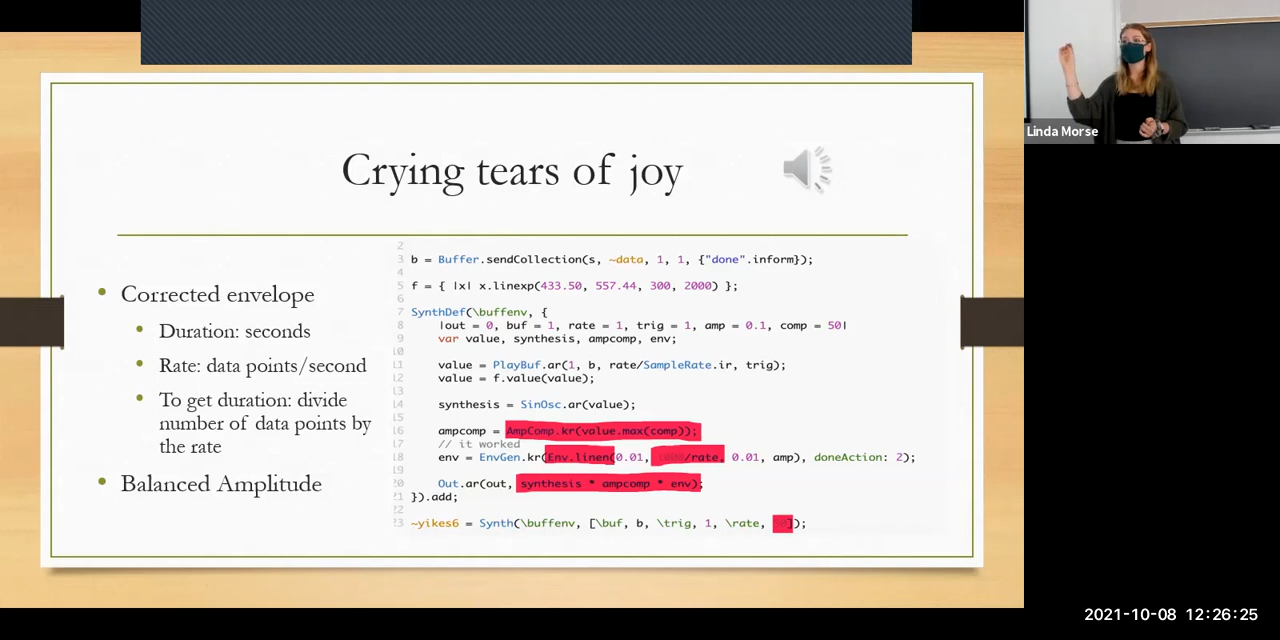 Linda Morse
Crying tears of joy
Corrected envelope
Duration: seconds
Rate: data points/second
To get duration: divide
number of data points by
the rate
Balanced Amplitude
2
3 b = Buffer.sendCollection(s, ~data, 1, 1, {"done".inform});
4
5 f = { |x| x.linexp(433.50, 557.44, 300, 2000) };
6
7 SynthDef(\buffenv, {
8 |out = 0, buf = 1, rate = 1, trig = 1, amp = 0.1, comp = 50|
9 var value, synthesis, ampcomp, env;
10
11 value = PlayBuf.ar(1, b, rate/SampleRate.ir, trig);
12 value = f.value(value);
13
14 synthesis = SinOsc.ar(value);
15
16 ampcomp = AmpComp.kr(value.max(comp));
17 // it worked
18 env = EnvGen.kr(Env.linen(0.01, /rate, 0.01, amp), doneAction: 2);
19
20 Out.ar(out, synthesis * ampcomp * env);
21 }).add;
22
23 ~yikes6 = Synth(\buffenv, [\buf, b, \trig, 1, \rate, ]);
2021-10-08 12:26:25